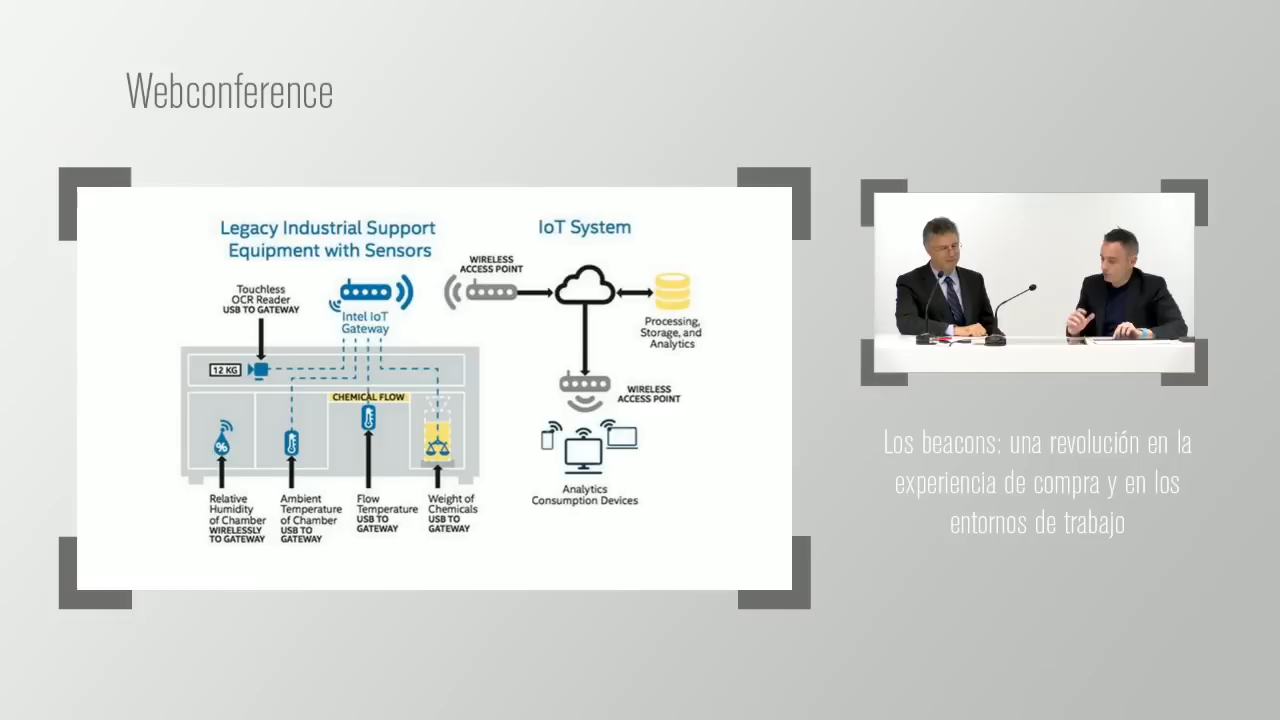 Webconference
Legacy Industrial Support
Equipment with Sensors
IoT System
WIRELESS
ACCESS POINT
Touchless
OCR Reader
USB TO GATEWAY
Intel IoT
Gateway
Processing,
Storage, and
Analytics
12 KG
CHEMICAL FLOW
WIRELESS
ACCESS POINT
%
Relative
Humidity
of Chamber
WIRELESSLY
TO GATEWAY
Ambient
Temperature
of Chamber
USB TO
GATEWAY
Flow
Temperature
USB TO
GATEWAY
Weight of
Chemicals
USB TO
GATEWAY
Analytics
Consumption Devices
Los beacons: una revolución en la
experiencia de compra y en los
entornos de trabajo